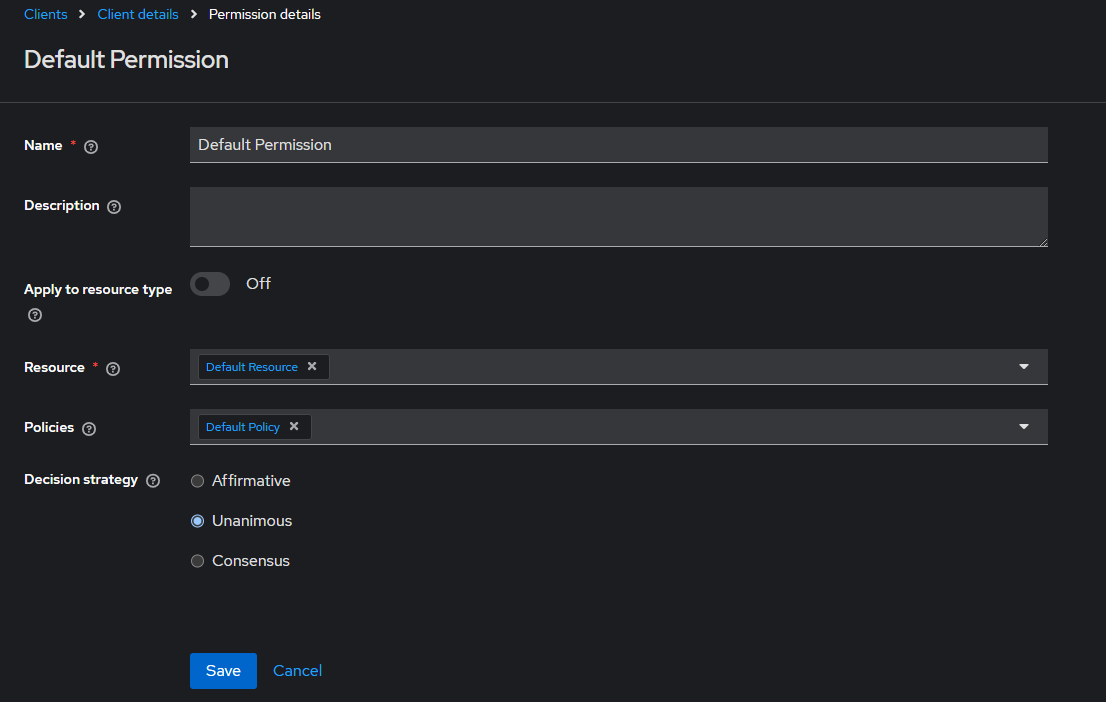 Clients > Client details > Permission details
Default Permission
Name * Default Permission
Description
Apply to resource type Off
Resource * Default Resource
Policies Default Policy
Decision strategy Affirmative
Unanimous
Consensus
Save Cancel